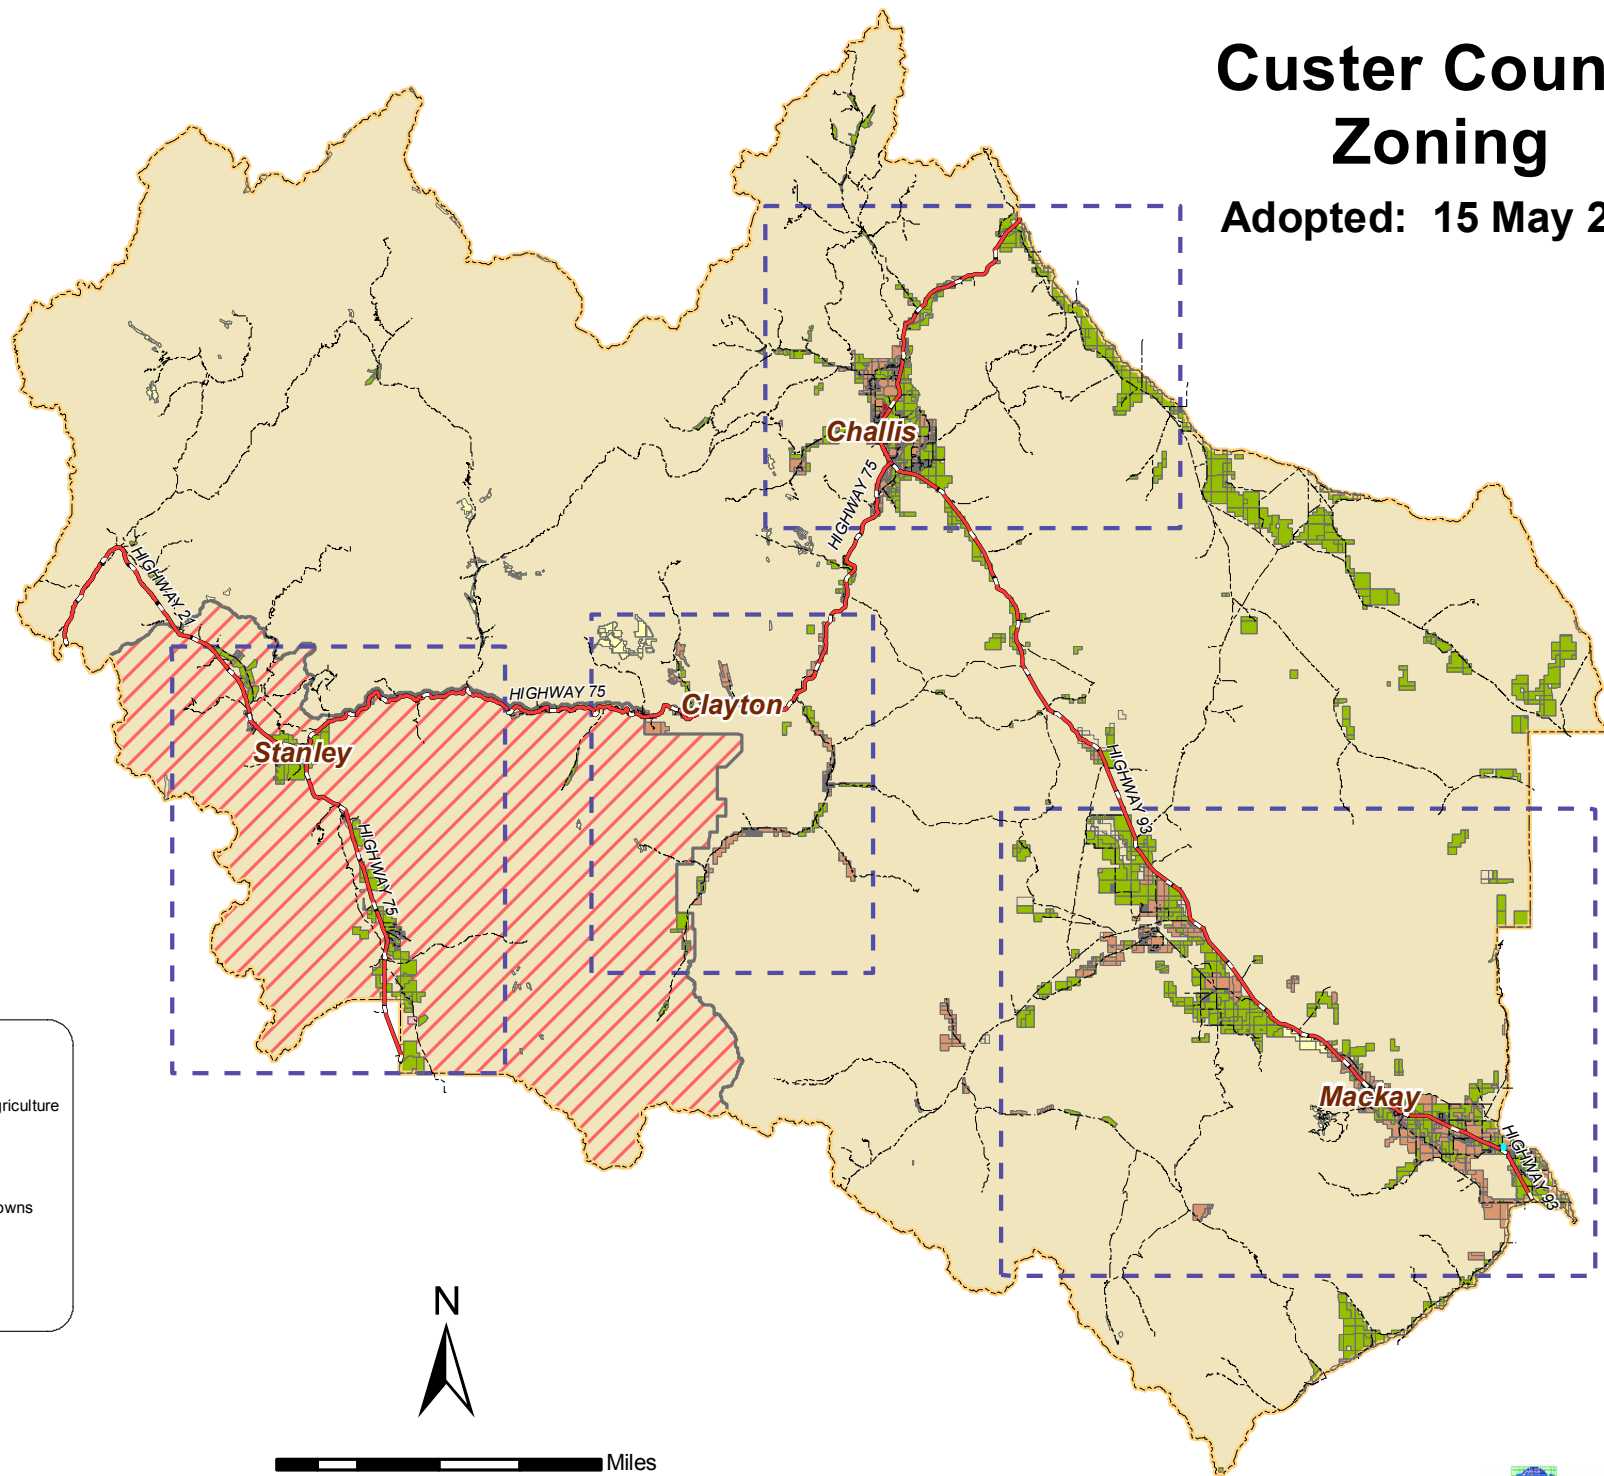 Custer Coun
Zoning
Adopted: 15 May 2
Challis
HIGHWAY 75
HIGHWAY 21
HIGHWAY 75
Clayton
Stanley
HIGHWAY 93
HIGHWAY 75
Mackay
HIGHWAY 93
griculture
owns
N
Miles